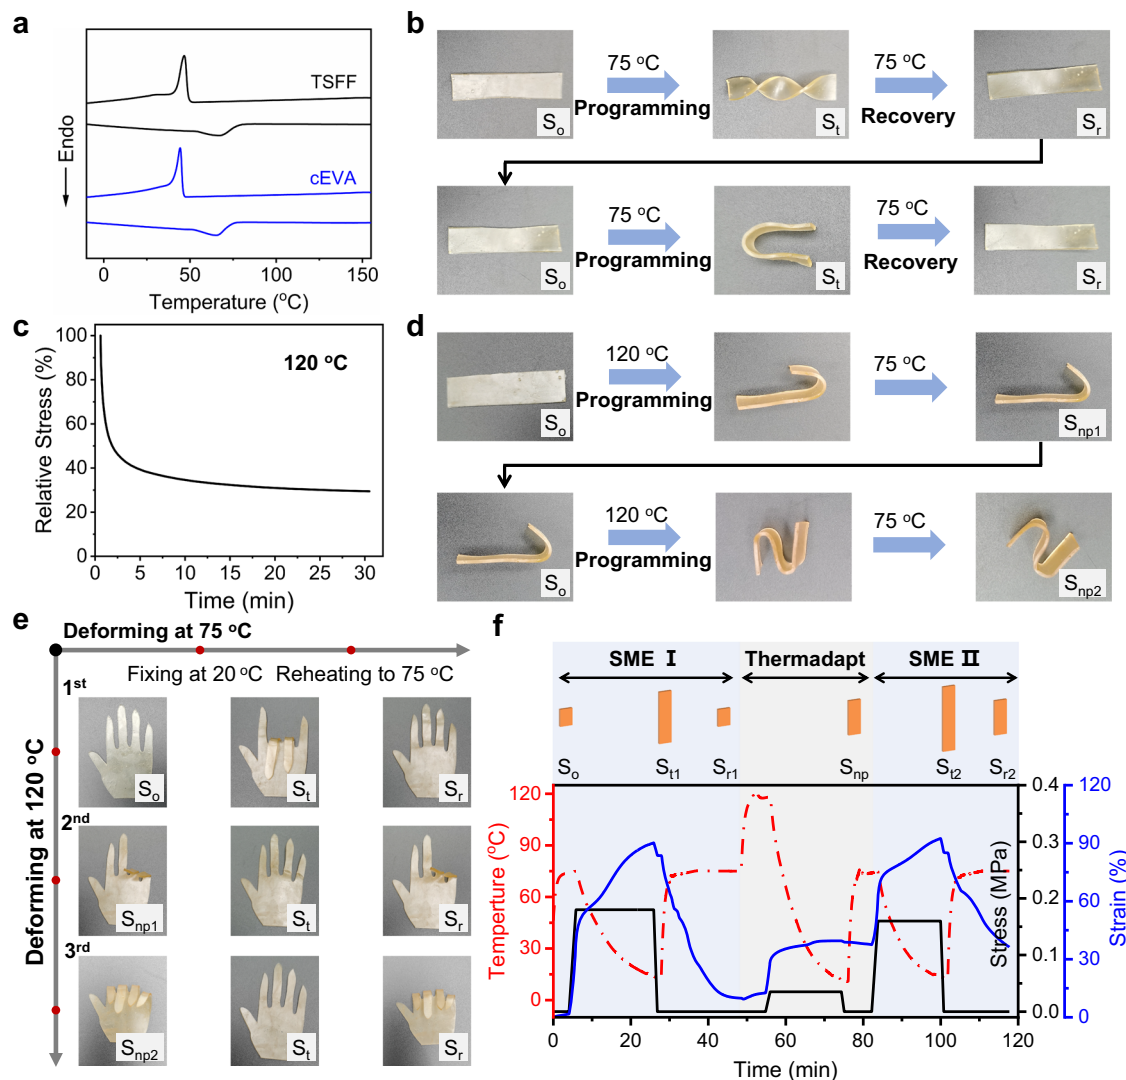 a
TSFF
cEVA
Endo
0
50
100
150
Temperature (°C)
b
75 °C
Programming
75 °C
Recovery
So
St
Sr
75 °C
Programming
75 °C
Recovery
So
St
Sr
c
120 °C
Relative Stress (%)
100
80
60
40
20
0
0
5
10
15
20
25
30
Time (min)
d
120 °C
Programming
75 °C
So
Snp1
120 °C
Programming
75 °C
So
Snp2
e
Deforming at 75 °C
Fixing at 20 °C
Reheating to 75 °C
Deforming at 120 °C
1st
So
St
Sr
2nd
Snp1
St
Sr
3rd
Snp2
St
Sr
f
SME I
Thermadapt
SME II
So
St1
Sr1
Snp
St2
Sr2
Temperture (°C)
120
90
60
30
0
Stress (MPa)
0.4
0.3
0.2
0.1
0.0
Strain (%)
120
90
60
30
0
0
20
40
60
80
100
120
Time (min)